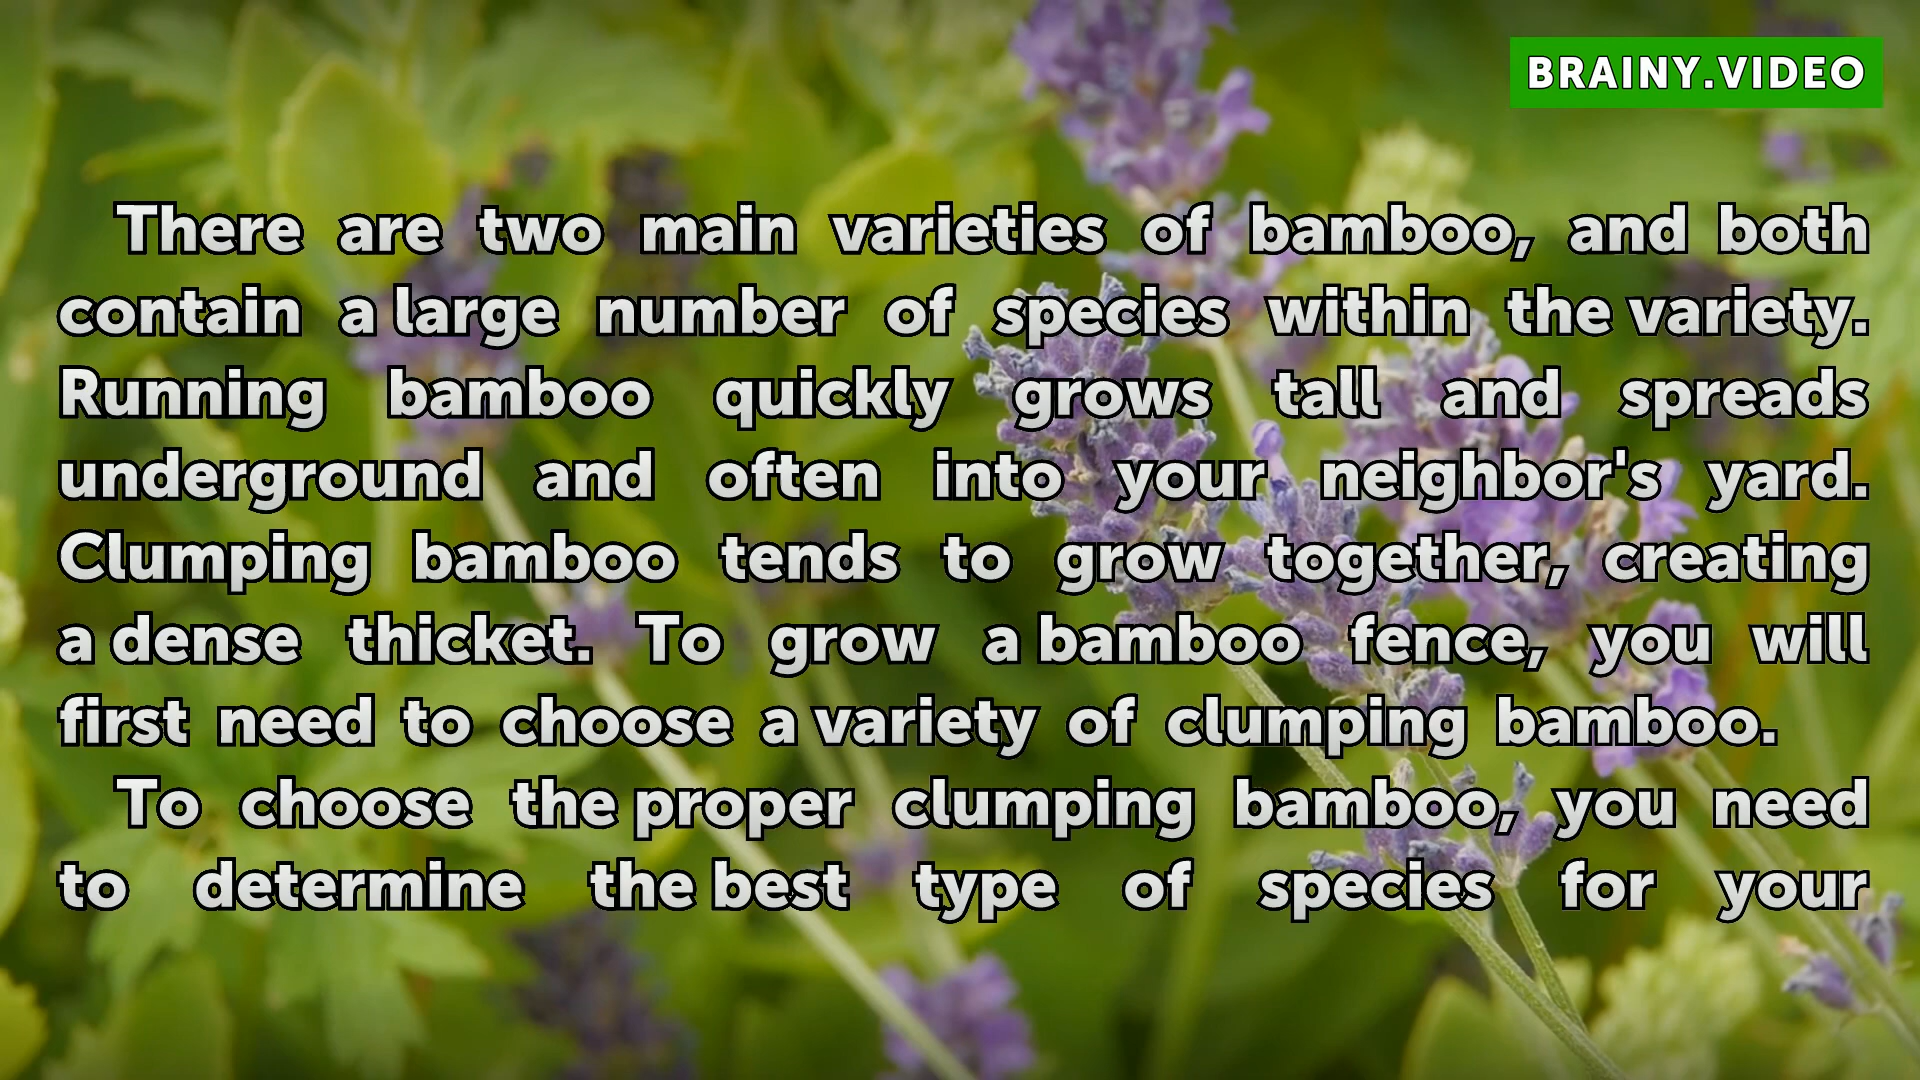 BRAINY.VIDEO
There are two main varieties of bamboo, and both
contain a large number of species within the variety.
Running bamboo quickly grows tall and spreads
underground and often into your neighbor's yard.
Clumping bamboo tends to grow together, creating
a dense thicket. To grow a bamboo fence, you will
first need to choose a variety of clumping bamboo.
To choose the proper clumping bamboo, you need
to determine the best type of species for your